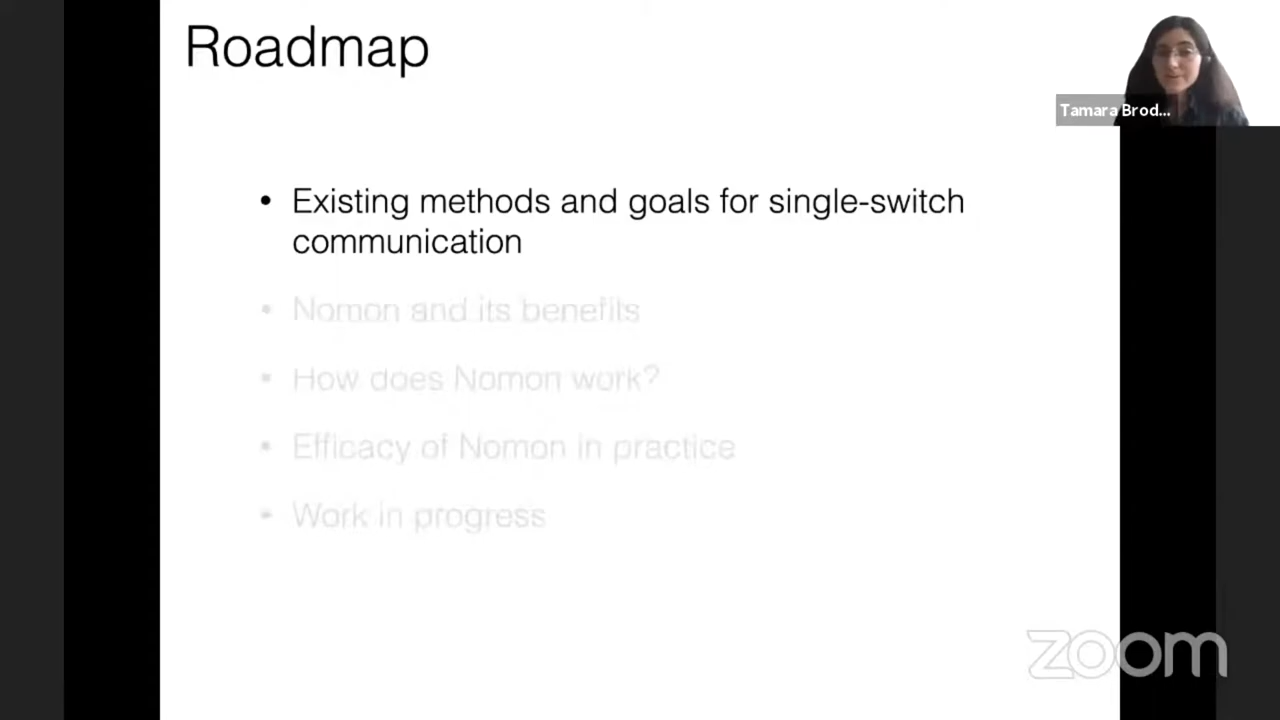 Roadmap
Tamara Brod...
• Existing methods and goals for single-switch
communication
• Nomon and its benefits
• How does Nomon work?
• Efficacy of Nomon in practice
• Work in progress
zoom